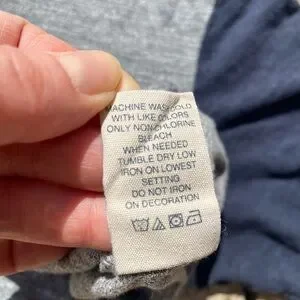 MACHINE WASH COLD
WITH LIKE COLORS
ONLY NON-CHLORINE
BLEACH
WHEN NEEDED
TUMBLE DRY LOW
IRON ON LOWEST
SETTING
DO NOT IRON
ON DECORATION